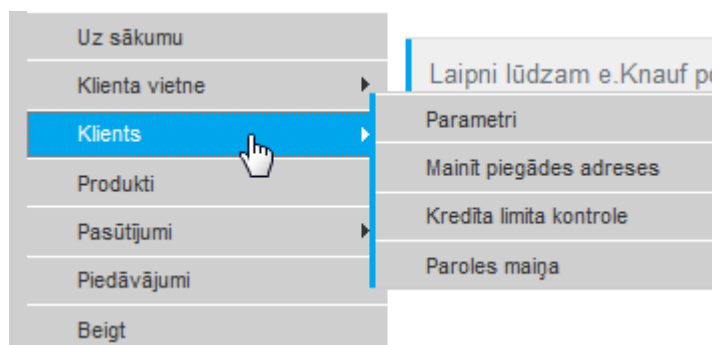 Uz sākumu
Klienta vietne
Klients
Produkti
Pasūtījumi
Piedāvājumi
Beigt
Laipni lūdzam e.Knauf
Parametri
Mainīt piegādes adreses
Kredīta limita kontrole
Paroles maiņa